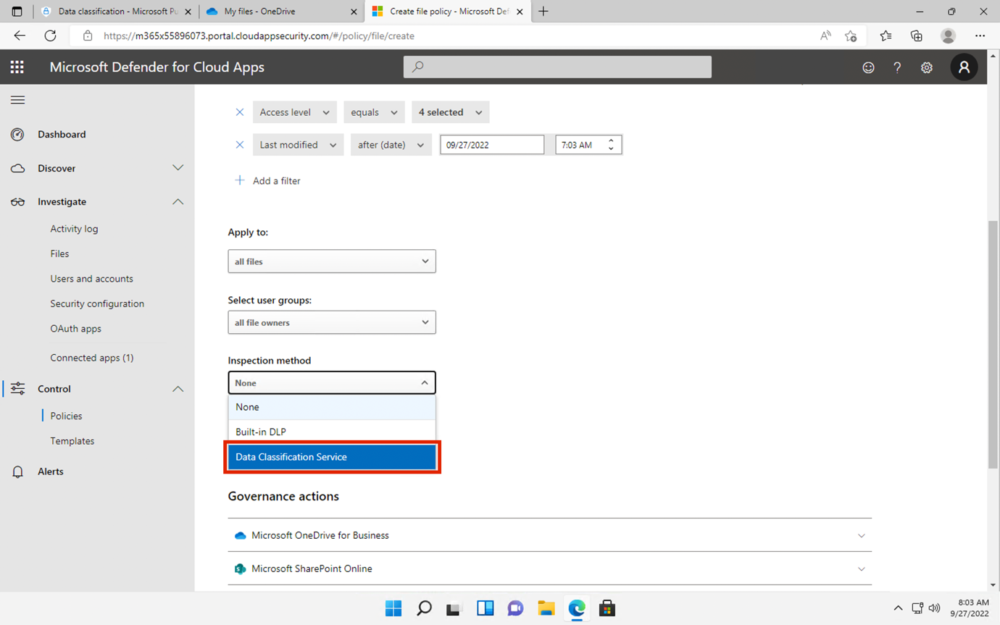 Data classification - Microsoft Pu
My files - OneDrive
Create file policy - Microsoft Def
https://m365x55896073.portal.cloudappsecurity.com/#/policy/file/create
Microsoft Defender for Cloud Apps
A
Dashboard
Discover
Investigate
Activity log
Files
Users and accounts
Security configuration
OAuth apps
Connected apps (1)
Control
Policies
Templates
Alerts
Access level equals 4 selected
Last modified after (date) 09/27/2022 7:03 AM
Add a filter
Apply to:
all files
Select user groups:
all file owners
Inspection method
None
None
Built-in DLP
Data Classification Service
Governance actions
Microsoft OneDrive for Business
Microsoft SharePoint Online
8:03 AM
9/27/2022